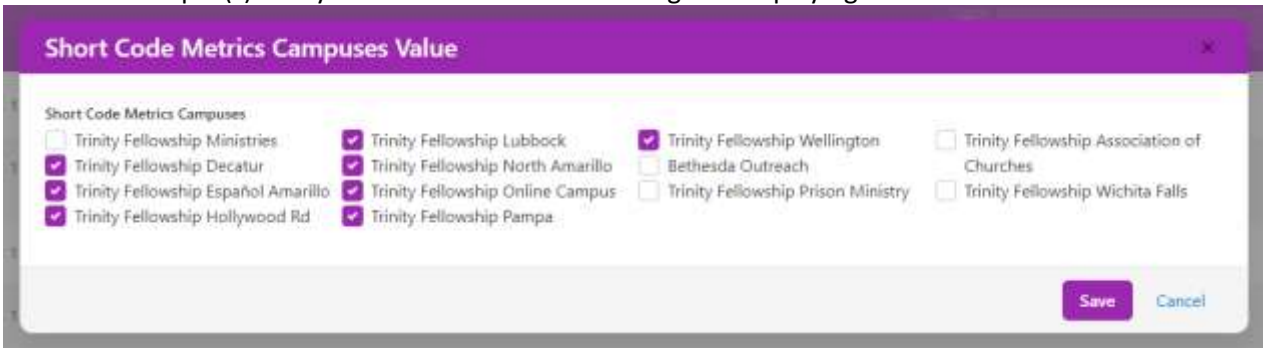 Short Code Metrics Campuses Value
Short Code Metrics Campuses
Trinity Fellowship Ministries
Trinity Fellowship Decatur
Trinity Fellowship Español Amarillo
Trinity Fellowship Hollywood Rd
Trinity Fellowship Lubbock
Trinity Fellowship North Amarillo
Trinity Fellowship Online Campus
Trinity Fellowship Pampa
Trinity Fellowship Wellington
Bethesda Outreach
Trinity Fellowship Prison Ministry
Trinity Fellowship Association of
Churches
Trinity Fellowship Wichita Falls
Save Cancel